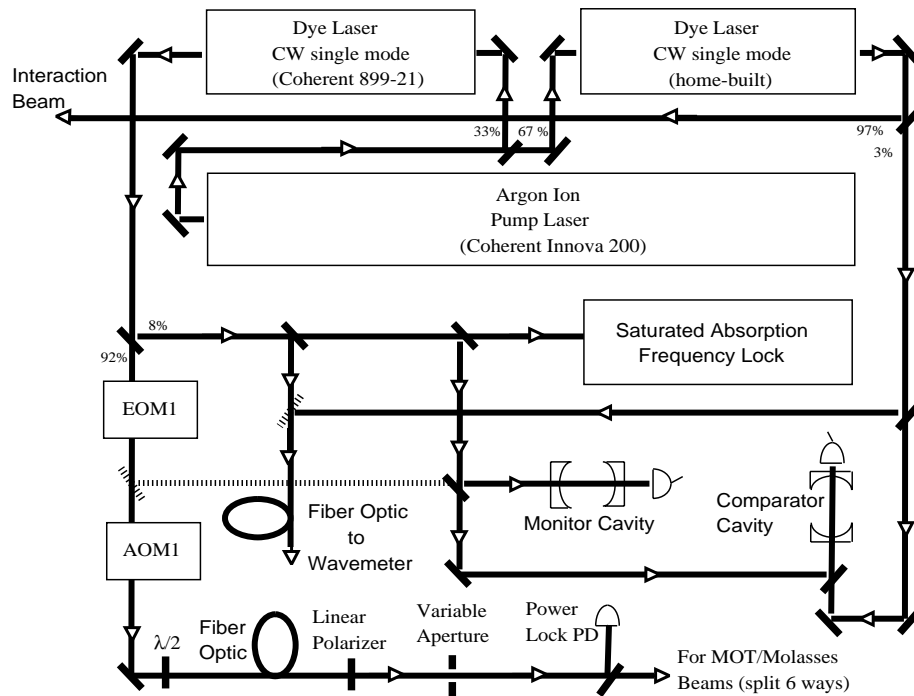 Dye Laser
CW single mode
(Coherent 899-21)
Dye Laser
CW single mode
(home-built)
Interaction
Beam
33%
67 %
97%
3%
Argon Ion
Pump Laser
(Coherent Innova 200)
8%
92%
Saturated Absorption
Frequency Lock
EOM1
Fiber Optic
to
Wavemeter
Monitor Cavity
Comparator
Cavity
AOM1
λ/2
Fiber
Optic
Linear
Polarizer
Variable
Aperture
Power
Lock PD
For MOT/Molasses
Beams (split 6 ways)